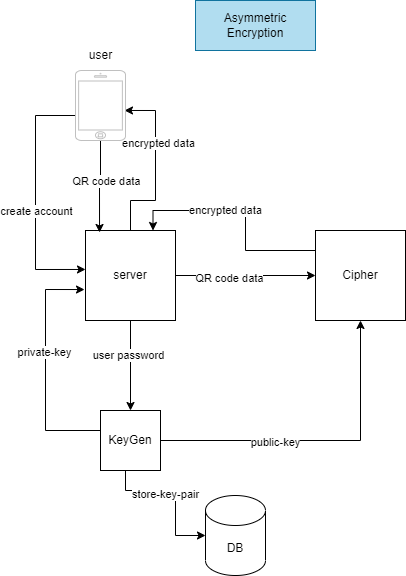 Asymmetric
Encryption
user
encrypted data
QR code data
create account
encrypted data
server
QR code data
Cipher
private-key
user password
KeyGen
public-key
store-key-pair
DB